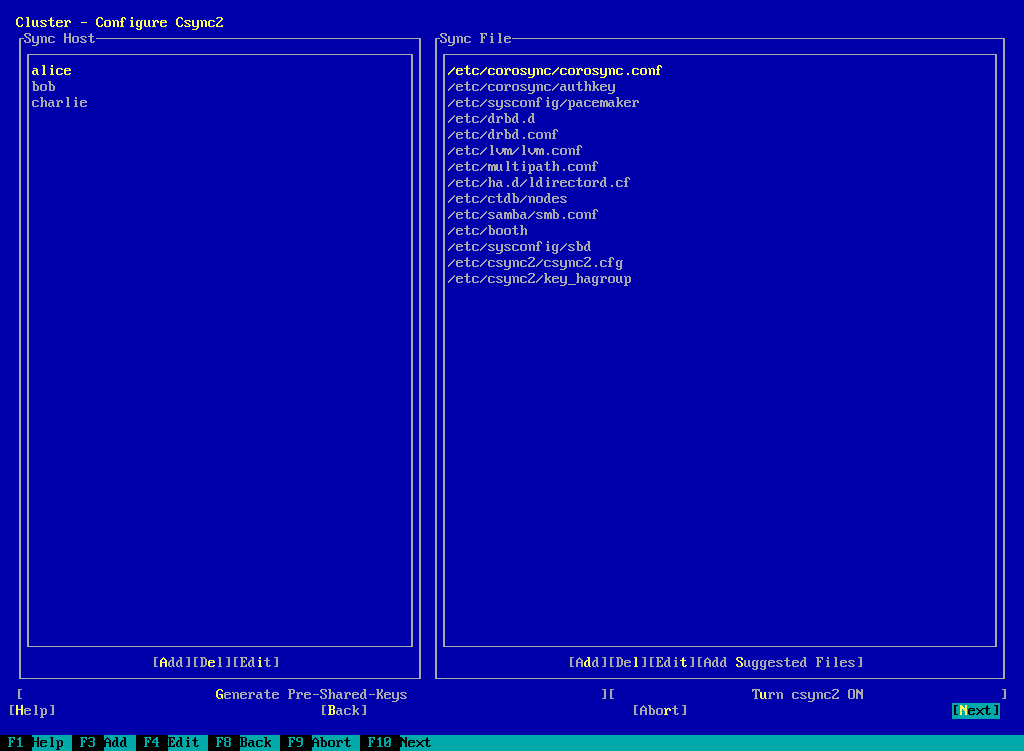 Cluster - Configure Csync2
Sync Host
alice
bob
charlie
[Add][Del][Edit]
Sync File
/etc/corosync/corosync.conf
/etc/corosync/authkey
/etc/sysconfig/pacemaker
/etc/drbd.d
/etc/drbd.conf
/etc/lvm/lvm.conf
/etc/multipath.conf
/etc/ha.d/ldirectord.cf
/etc/ctdb/nodes
/etc/samba/smb.conf
/etc/booth
/etc/sysconfig/sbd
/etc/csync2/csync2.cfg
/etc/csync2/key_hagroup
[Add][Del][Edit][Add Suggested Files]
[ Generate Pre-Shared-Keys ][ Turn csync2 ON ]
[Help] [Back] [Abort] [Next]
F1 Help F3 Add F4 Edit F8 Back F9 Abort F10 Next